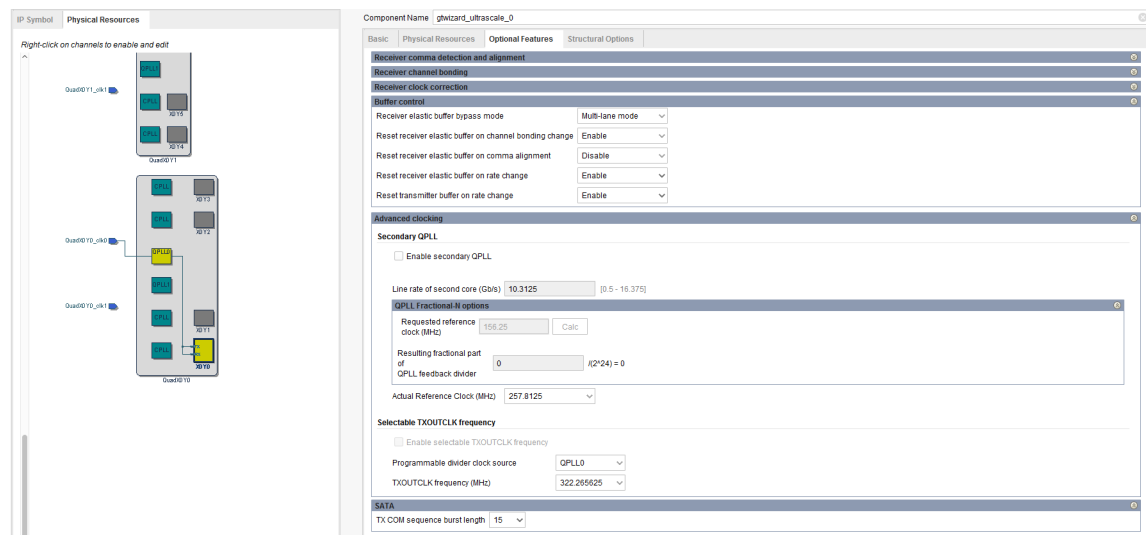 IP Symbol Physical Resources
Right-click on channels to enable and edit
QPLL1
QuadX0Y1_clk1
CPLL
X0Y5
CPLL
X0Y4
QuadX0Y1
CPLL
X0Y3
CPLL
X0Y2
QuadX0Y0_clk0
QPLL0
QPLL1
QuadX0Y0_clk1
CPLL
X0Y1
CPLL
X0Y0
QuadX0Y0
Component Name gtwizard_ultrascale_0
Basic Physical Resources Optional Features Structural Options
Receiver comma detection and alignment
Receiver channel bonding
Receiver clock correction
Buffer control
Receiver elastic buffer bypass mode Multi-lane mode
Reset receiver elastic buffer on channel bonding change Enable
Reset receiver elastic buffer on comma alignment Disable
Reset receiver elastic buffer on rate change Enable
Reset transmitter buffer on rate change Enable
Advanced clocking
Secondary QPLL
Enable secondary QPLL
Line rate of second core (Gb/s) 10.3125 [0.5 - 16.375]
QPLL Fractional-N options
Requested reference
clock (MHz) 156.25 Calc
Resulting fractional part
of
QPLL feedback divider 0 /(2^24) = 0
Actual Reference Clock (MHz) 257.8125
Selectable TXOUTCLK frequency
Enable selectable TXOUTCLK frequency
Programmable divider clock source QPLL0
TXOUTCLK frequency (MHz) 322.265625
SATA
TX COM sequence burst length 15